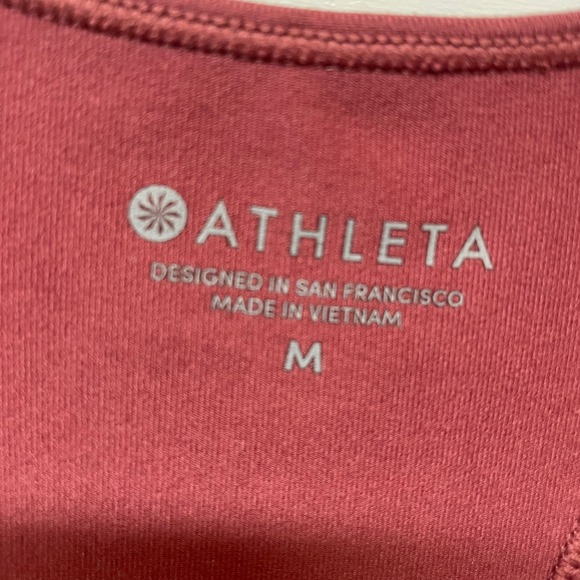 ATHLETA
DESIGNED IN SAN FRANCISCO
MADE IN VIETNAM
M